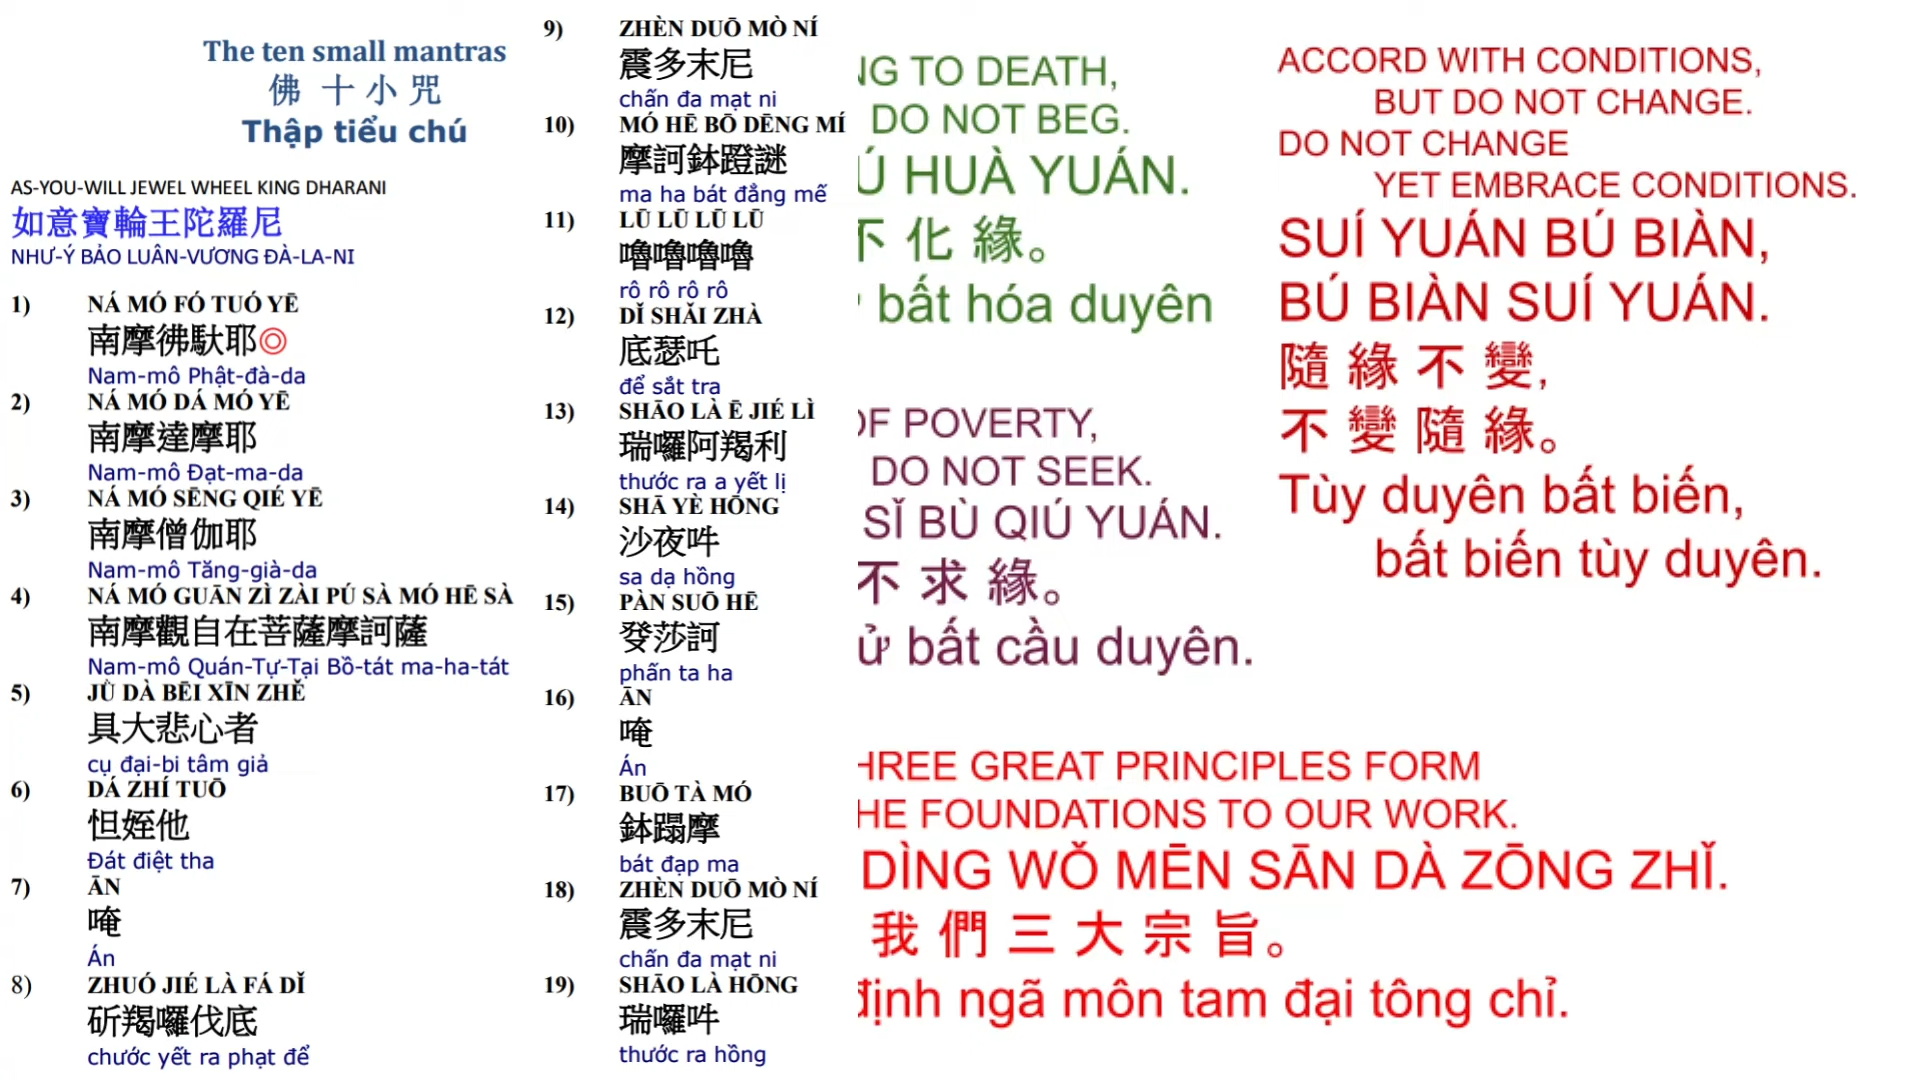 The ten small mantras
佛 十 小 咒
Thập tiểu chú
AS-YOU-WILL JEWEL WHEEL KING DHARANI
如意寶輪王陀羅尼
NHƯ-Ý BẢO LUÂN-VƯƠNG ĐÀ-LA-NI
1) NÁ MÓ FÓ TUÓ YĒ
南摩彿馱耶◎
Nam-mô Phật-đà-da
2) NÁ MÓ DÁ MÓ YĒ
南摩達摩耶
Nam-mô Đạt-ma-da
3) NÁ MÓ SĒNG QIÉ YĒ
南摩僧伽耶
Nam-mô Tăng-già-da
4) NÁ MÓ GUĀN ZÌ ZÀI PÚ SÀ MÓ HĒ SÀ
南摩觀自在菩薩摩訶薩
Nam-mô Quán-Tự-Tại Bồ-tát ma-ha-tát
5) JÙ DÀ BĒI XĪN ZHĚ
具大悲心者
cụ đại-bi tâm giả
6) DÁ ZHÍ TUŌ
怛姪他
Đát điệt tha
7) ĀN
唵
Án
8) ZHUÓ JIÉ LÀ FÁ DǏ
斫羯囉伐底
chước yết ra phạt để
9) ZHÈN DUŌ MÒ NÍ
震多末尼
chấn đa mạt ni
10) MÓ HĒ BŌ DĒNG MÍ
摩訶鉢蹬謎
ma ha bát đẳng mế
11) LŪ LŪ LŪ LŪ
嚕嚕嚕嚕
rô rô rô rô
12) DǏ SHǍI ZHÀ
底瑟吒
để sắt tra
13) SHĀO LÀ Ē JIÉ LÌ
瑞囉阿羯利
thước ra a yết lị
14) SHĀ YÈ HŌNG
沙夜吽
sa dạ hồng
15) PÀN SUŌ HĒ
癹莎訶
phấn ta ha
16) ĀN
唵
Án
17) BUŌ TÀ MÓ
鉢蹋摩
bát đạp ma
18) ZHÈN DUŌ MÒ NÍ
震多末尼
chấn đa mạt ni
19) SHĀO LÀ HŌNG
瑞囉吽
thước ra hồng
NG TO DEATH,
DO NOT BEG.
Ú HUÀ YUÁN.
不 化 緣。
bất hóa duyên
OF POVERTY,
DO NOT SEEK.
SǏ BÙ QIÚ YUÁN.
不 求 緣。
ử bất cầu duyên.
ACCORD WITH CONDITIONS,
BUT DO NOT CHANGE.
DO NOT CHANGE
YET EMBRACE CONDITIONS.
SUÍ YUÁN BÚ BIÀN,
BÚ BIÀN SUÍ YUÁN.
隨 緣 不 變,
不 變 隨 緣。
Tùy duyên bất biến,
bất biến tùy duyên.
HREE GREAT PRINCIPLES FORM
HE FOUNDATIONS TO OUR WORK.
DÌNG WǑ MĒN SĀN DÀ ZŌNG ZHǏ.
我 們 三 大 宗 旨。
định ngã môn tam đại tông chỉ.